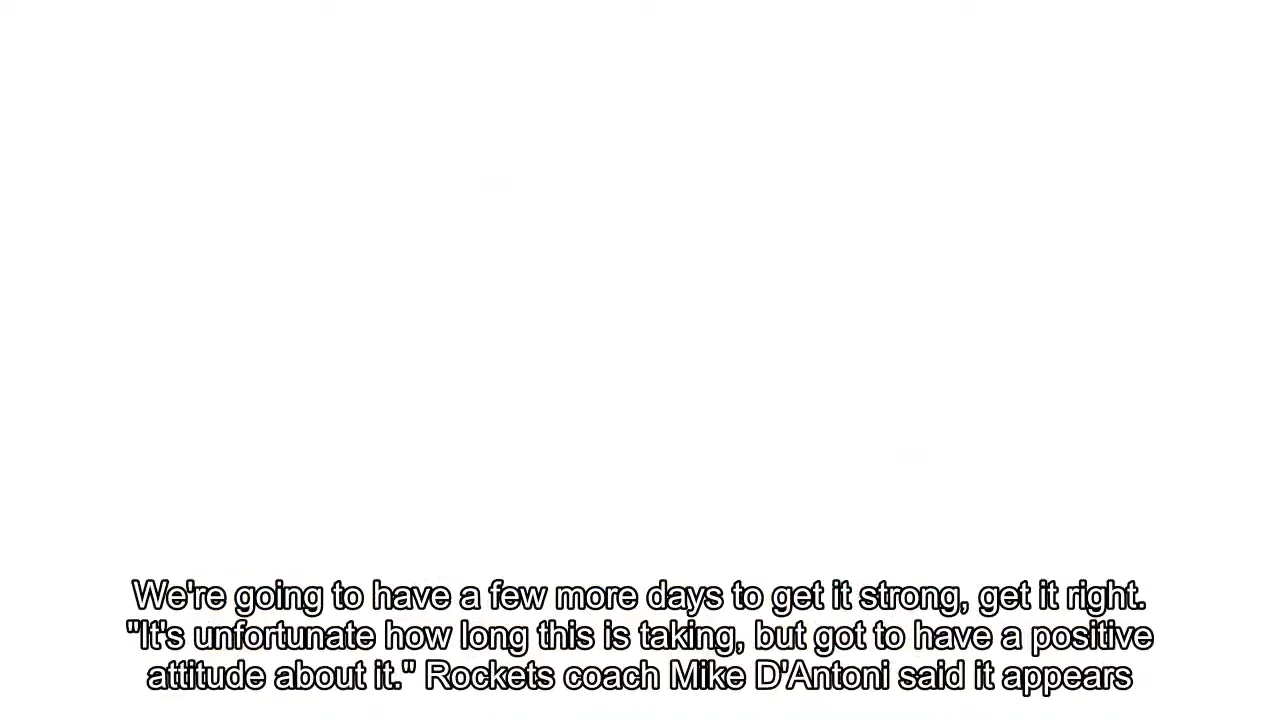 We're going to have a few more days to get it strong, get it right.
"It's unfortunate how long this is taking, but got to have a positive
attitude about it." Rockets coach Mike D'Antoni said it appears